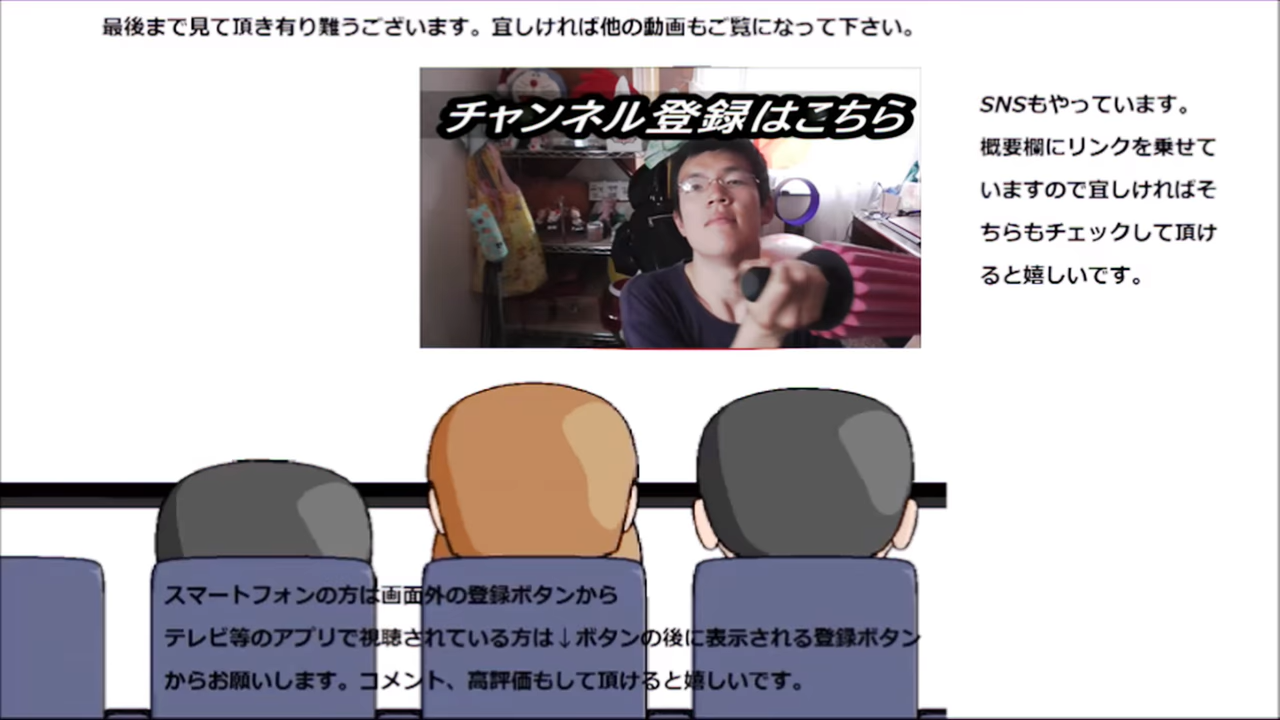 最後まで見て頂き有り難うございます。宜しければ他の動画もご覧になって下さい。
チャンネル登録はこちら
SNSもやっています。
概要欄にリンクを乗せて
いますので宜しければそ
ちらもチェックして頂け
ると嬉しいです。
スマートフォンの方は画面外の登録ボタンから
テレビ等のアプリで視聴されている方は↓ボタンの後に表示される登録ボタン
からお願いします。コメント、高評価もして頂けると嬉しいです。